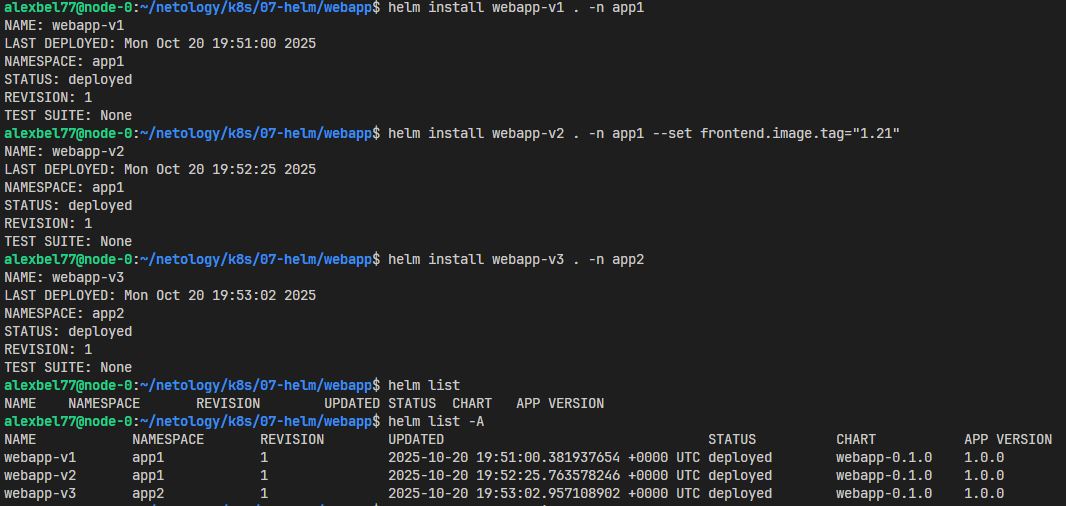 alexbel77@node-0:~/netology/k8s/07-helm/webapp$ helm install webapp-v1 . -n app1
NAME: webapp-v1
LAST DEPLOYED: Mon Oct 20 19:51:00 2025
NAMESPACE: app1
STATUS: deployed
REVISION: 1
TEST SUITE: None
alexbel77@node-0:~/netology/k8s/07-helm/webapp$ helm install webapp-v2 . -n app1 --set frontend.image.tag="1.21"
NAME: webapp-v2
LAST DEPLOYED: Mon Oct 20 19:52:25 2025
NAMESPACE: app1
STATUS: deployed
REVISION: 1
TEST SUITE: None
alexbel77@node-0:~/netology/k8s/07-helm/webapp$ helm install webapp-v3 . -n app2
NAME: webapp-v3
LAST DEPLOYED: Mon Oct 20 19:53:02 2025
NAMESPACE: app2
STATUS: deployed
REVISION: 1
TEST SUITE: None
alexbel77@node-0:~/netology/k8s/07-helm/webapp$ helm list
NAME    NAMESPACE       REVISION        UPDATED STATUS  CHART   APP VERSION
alexbel77@node-0:~/netology/k8s/07-helm/webapp$ helm list -A
NAME            NAMESPACE       REVISION        UPDATED                                 STATUS          CHART           APP VERSION
webapp-v1       app1            1               2025-10-20 19:51:00.381937654 +0000 UTC deployed        webapp-0.1.0    1.0.0
webapp-v2       app1            1               2025-10-20 19:52:25.763578246 +0000 UTC deployed        webapp-0.1.0    1.0.0
webapp-v3       app2            1               2025-10-20 19:53:02.957108902 +0000 UTC deployed        webapp-0.1.0    1.0.0